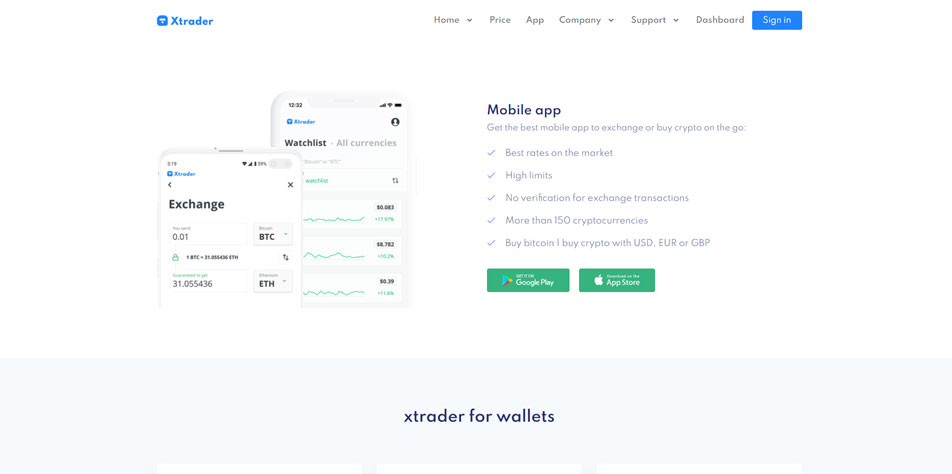 Xtrader
Home Price App Company Support Dashboard Sign in
12:32
Xtrader
Watchlist - All currencies
"Bitcoin" or "BTC"
watchlist
$0.083
+17.97%
$8.782
+16.2%
$0.39
+11.6%
3:19
59%
Xtrader
Exchange
You send
0.01
Bitcoin
BTC
1 BTC = 31.055436 ETH
Guaranteed to get
31.055436
Ethereum
ETH
Mobile app
Get the best mobile app to exchange or buy crypto on the go:
Best rates on the market
High limits
No verification for exchange transactions
More than 150 cryptocurrencies
Buy bitcoin | buy crypto with USD, EUR or GBP
GET IT ON
Google Play
Download on the
App Store
xtrader for wallets